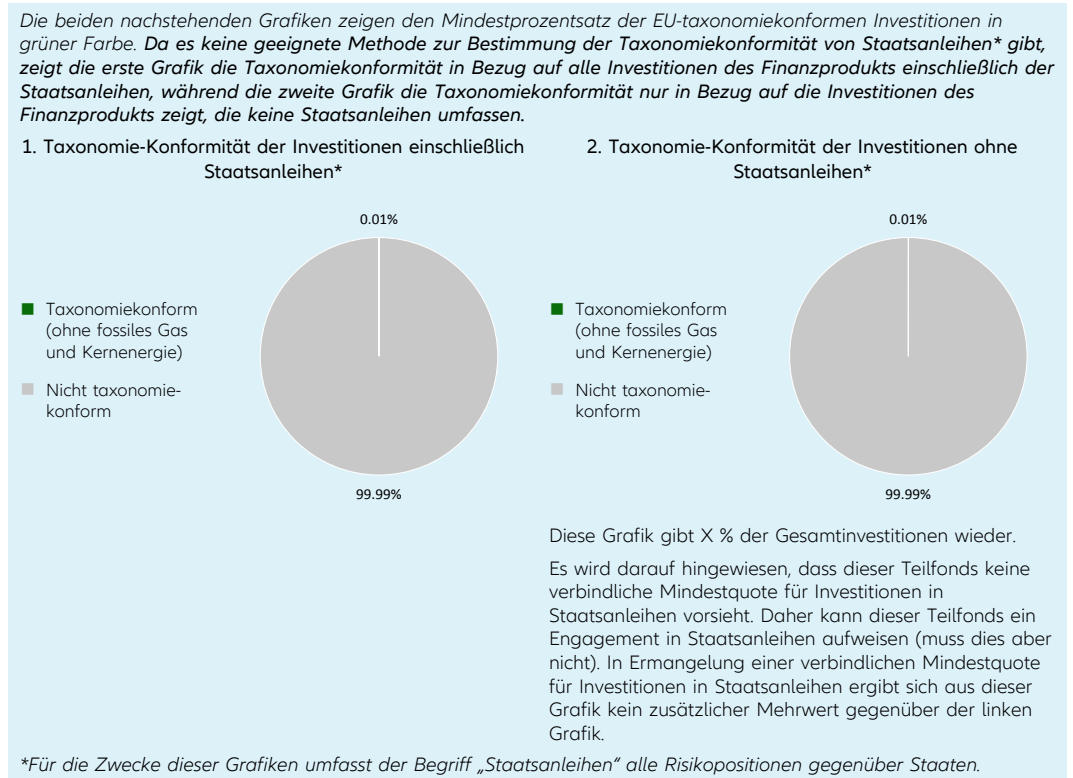 Die beiden nachstehenden Grafiken zeigen den Mindestprozentsatz der EU-taxonomiekonformen Investitionen in
grüner Farbe. Da es keine geeignete Methode zur Bestimmung der Taxonomiekonformität von Staatsanleihen* gibt,
zeigt die erste Grafik die Taxonomiekonformität in Bezug auf alle Investitionen des Finanzprodukts einschließlich der
Staatsanleihen, während die zweite Grafik die Taxonomiekonformität nur in Bezug auf die Investitionen des
Finanzprodukts zeigt, die keine Staatsanleihen umfassen.
1. Taxonomie-Konformität der Investitionen einschließlich
Staatsanleihen*
0.01%
Taxonomiekonform
(ohne fossiles Gas
und Kernenergie)
Nicht taxonomie-
konform
99.99%
2. Taxonomie-Konformität der Investitionen ohne
Staatsanleihen*
0.01%
Taxonomiekonform
(ohne fossiles Gas
und Kernenergie)
Nicht taxonomie-
konform
99.99%
Diese Grafik gibt X % der Gesamtinvestitionen wieder.
Es wird darauf hingewiesen, dass dieser Teilfonds keine
verbindliche Mindestquote für Investitionen in
Staatsanleihen vorsieht. Daher kann dieser Teilfonds ein
Engagement in Staatsanleihen aufweisen (muss dies aber
nicht). In Ermangelung einer verbindlichen Mindestquote
für Investitionen in Staatsanleihen ergibt sich aus dieser
Grafik kein zusätzlicher Mehrwert gegenüber der linken
Grafik.
*Für die Zwecke dieser Grafiken umfasst der Begriff „Staatsanleihen" alle Risikopositionen gegenüber Staaten.